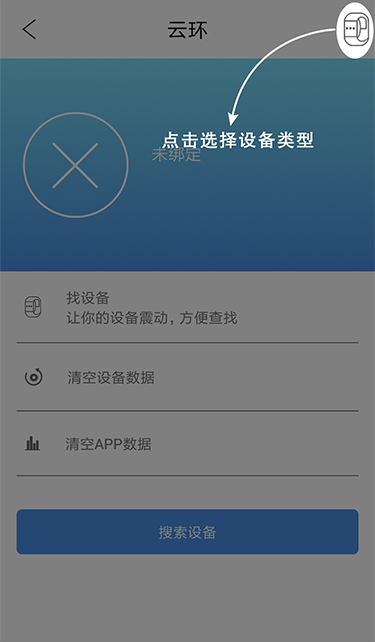 云环
点击选择设备类型
未绑定
找设备
让你的设备震动，方便查找
清空设备数据
清空APP数据
搜索设备